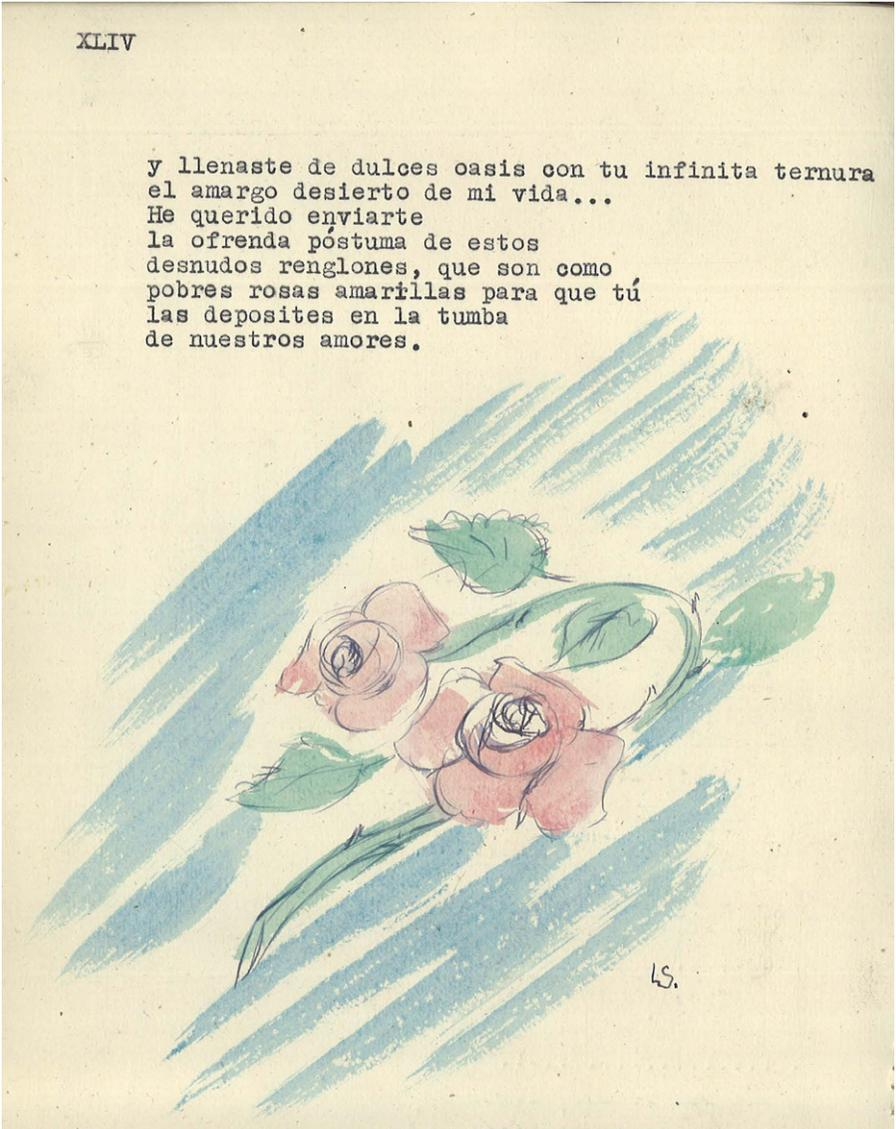 XLIV
y llenaste de dulces oasis con tu infinita ternura
el amargo desierto de mi vida...
He querido enviarte
la ofrenda póstuma de estos
desnudos renglones, que son como
pobres rosas amarillas para que tú
las deposites en la tumba
de nuestros amores.
LS.